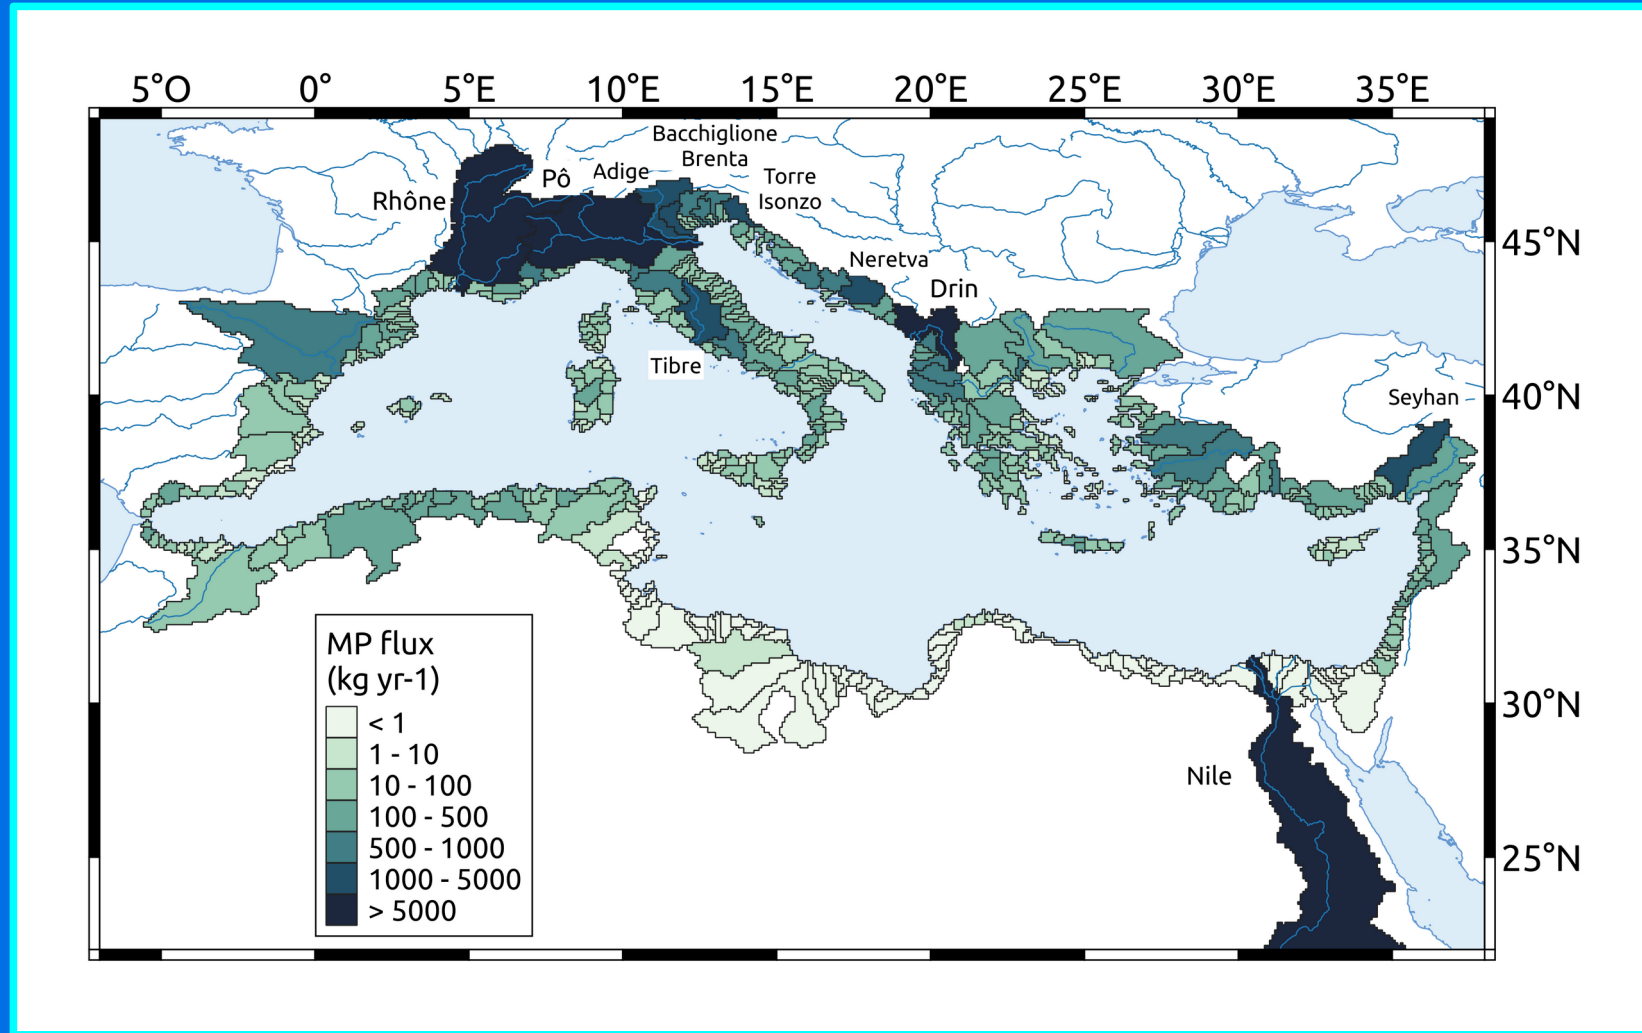 5°O 0° 5°E 10°E 15°E 20°E 25°E 30°E 35°E
Bacchiglione
Brenta
Pô
Adige
Torre
Isonzo
Rhône
45°N
Neretva
Drin
Tibre
40°N
Seyhan
35°N
MP flux
(kg yr-1)
< 1
1 - 10
10 - 100
100 - 500
500 - 1000
1000 - 5000
> 5000
30°N
Nile
25°N